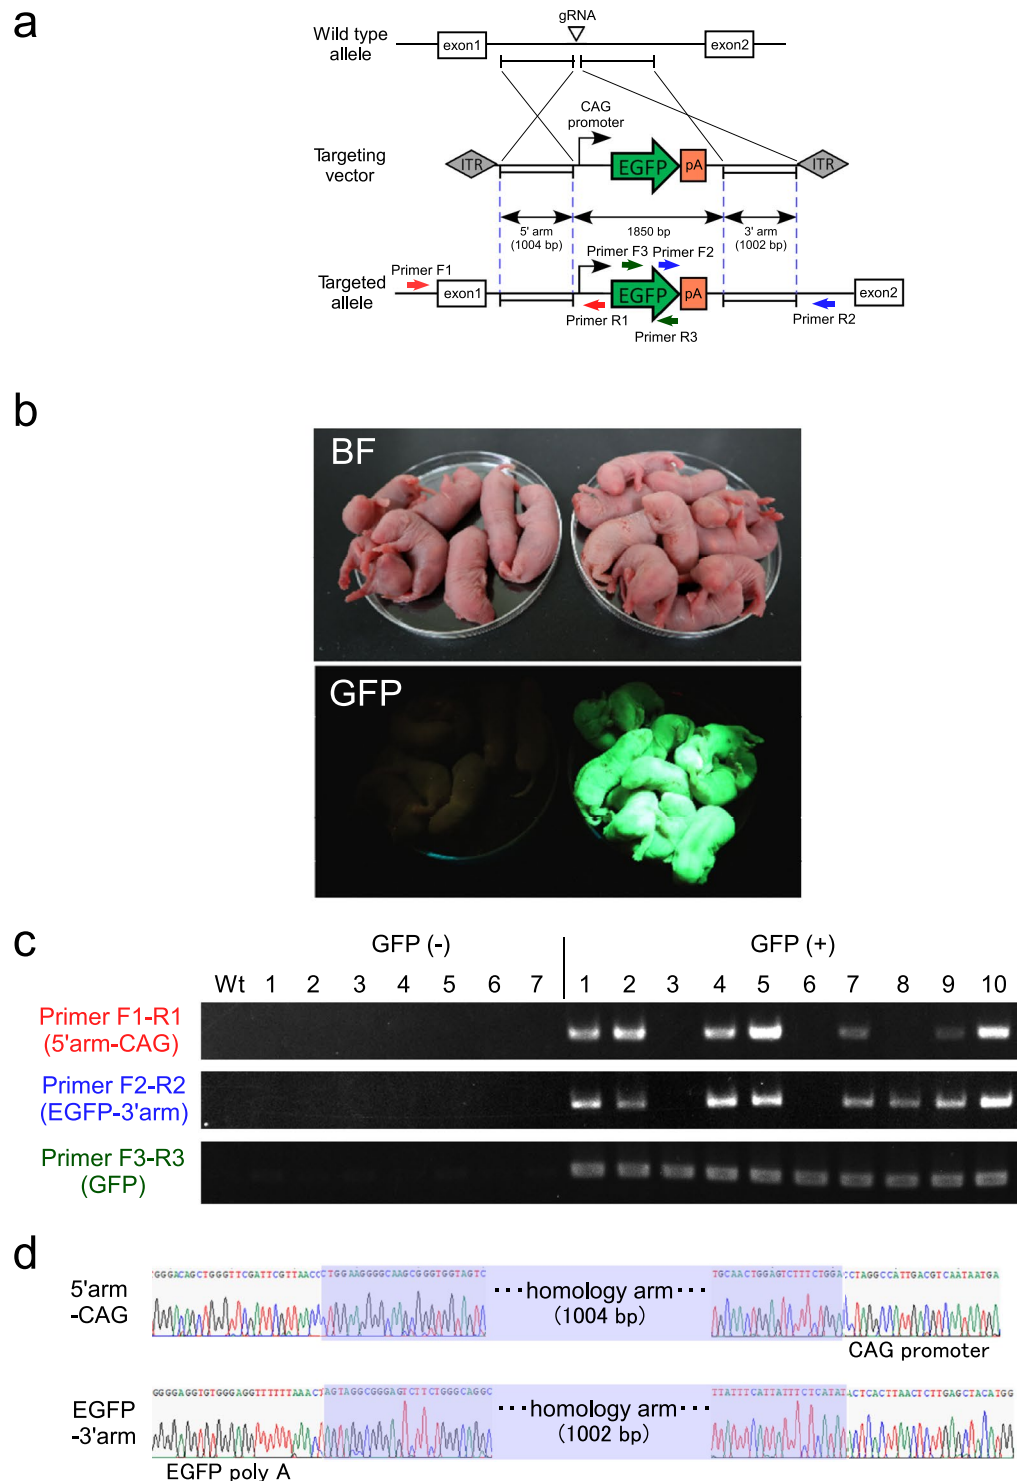 a
gRNA
Wild type
allele
exon1
exon2
CAG
promoter
Targeting
vector
ITR
EGFP
pA
ITR
5' arm
(1004 bp)
1850 bp
3' arm
(1002 bp)
Primer F3
Primer F2
Primer F1
Targeted
allele
exon1
EGFP
pA
exon2
Primer R1
Primer R2
Primer R3
b
BF
GFP
c
GFP (-)
GFP (+)
Wt 1 2 3 4 5 6 7 1 2 3 4 5 6 7 8 9 10
Primer F1-R1
(5'arm-CAG)
Primer F2-R2
(EGFP-3'arm)
Primer F3-R3
(GFP)
d
5'arm
-CAG
GGGACAGCTGGGTTCGATTCGTTAACCCTGGAAGGGGCAAGCGGGTGGTAGTC
TGCAACTGGAGTCTTTCTGGACCTAGGCCATTGACGTCAATAATGA
···homology arm···
(1004 bp)
CAG promoter
EGFP
-3'arm
GGGGAGGTGTGGGAGGTTTTTTAAACTAGTAGGCGGGAGTCTTCTGGGCAGGC
TTATTTCATTATTTCTCATATACTCACTTAACTCTTGAGCTACATGG
···homology arm···
(1002 bp)
EGFP poly A